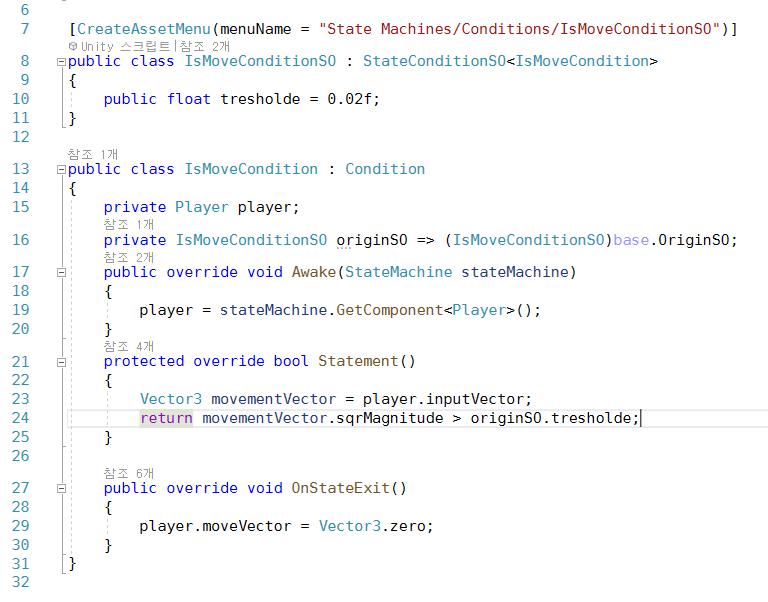 6
7 [CreateAssetMenu(menuName = "State Machines/Conditions/IsMoveConditionSO")]
Unity 스크립트|참조 2개
8 public class IsMoveConditionSO : StateConditionSO<IsMoveCondition>
9 {
10 public float tresholde = 0.02f;
11 }
12
참조 1개
13 public class IsMoveCondition : Condition
14 {
15 private Player player;
참조 1개
16 private IsMoveConditionSO originSO => (IsMoveConditionSO)base.OriginSO;
참조 2개
17 public override void Awake(StateMachine stateMachine)
18 {
19 player = stateMachine.GetComponent<Player>();
20 }
참조 4개
21 protected override bool Statement()
22 {
23 Vector3 movementVector = player.inputVector;
24 return movementVector.sqrMagnitude > originSO.tresholde;
25 }
26
참조 6개
27 public override void OnStateExit()
28 {
29 player.moveVector = Vector3.zero;
30 }
31 }
32